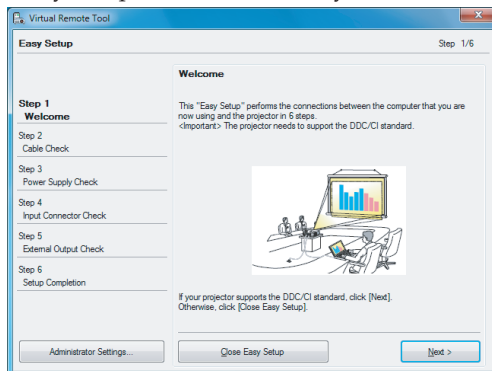 Virtual Remote Tool
Easy Setup
Step 1/6
Welcome
Step 1
Welcome
This "Easy Setup" performs the connections between the computer that you are
now using and the projector in 6 steps.
<Important> The projector needs to support the DDC/CI standard.
Step 2
Cable Check
Step 3
Power Supply Check
Step 4
Input Connector Check
Step 5
External Output Check
Step 6
Setup Completion
If your projector supports the DDC/CI standard, click [Next].
Otherwise, click [Close Easy Setup].
Administrator Settings...
Close Easy Setup
Next >